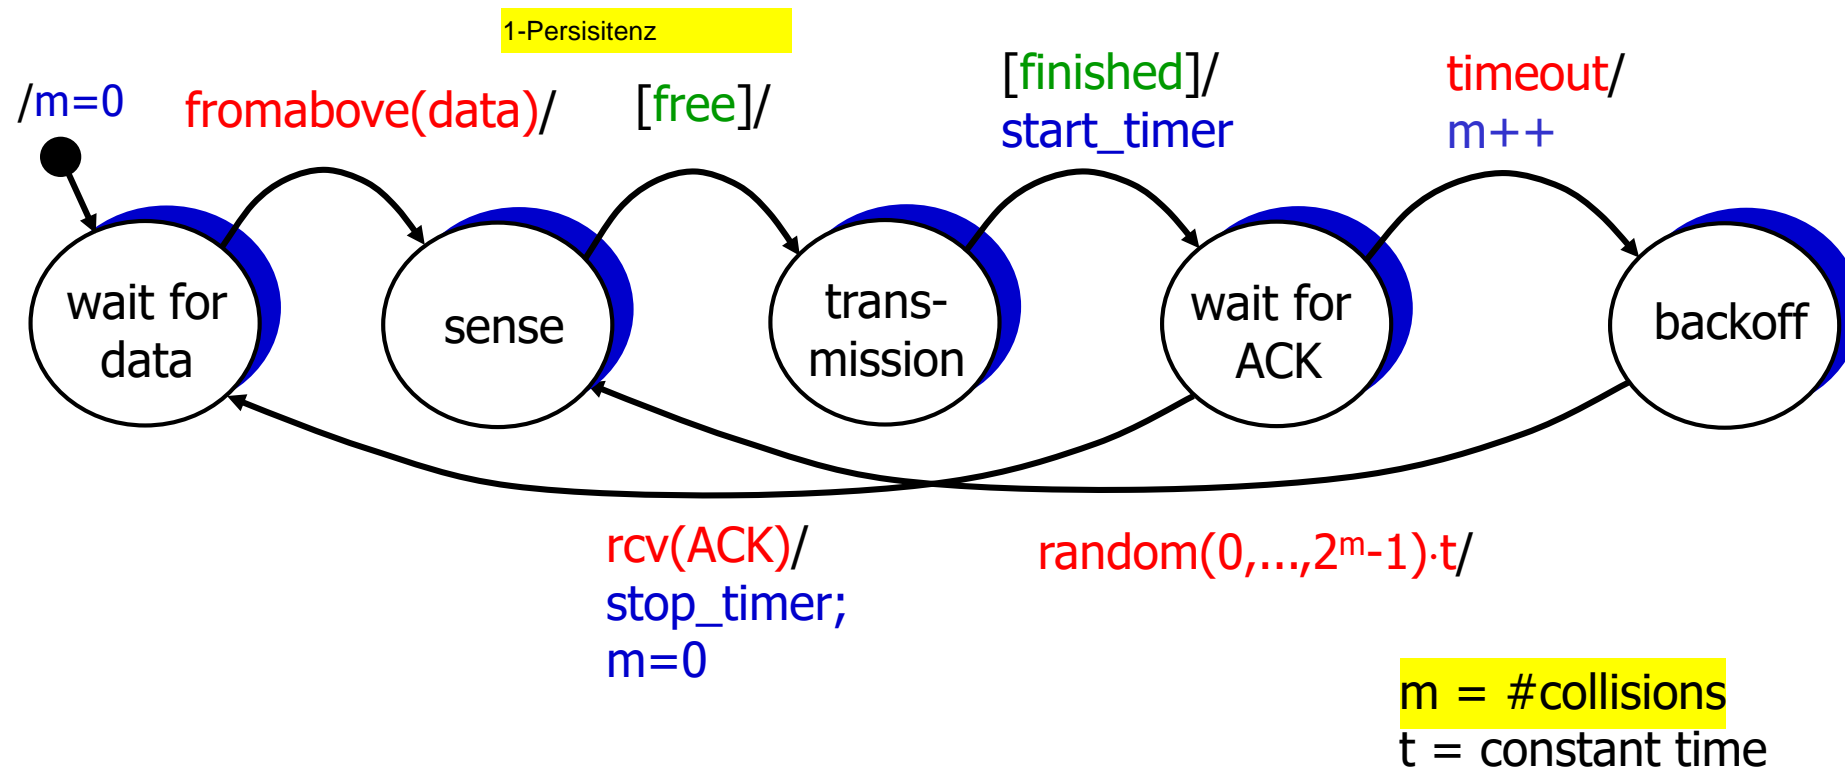 1-Persisitenz
/m=0
fromabove(data)/
[free]/
[finished]/
start_timer
timeout/
m++
wait for
data
sense
trans-
mission
wait for
ACK
backoff
rcv(ACK)/
stop_timer;
m=0
random(0,...,2ᵐ-1)·t/
m = #collisions
t = constant time